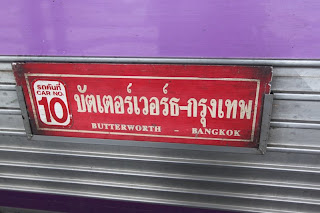 รถคันที่
CAR NO.
10
บัตเตอร์เวอร์ธ-กรุงเทพ
BUTTERWORTH - BANGKOK